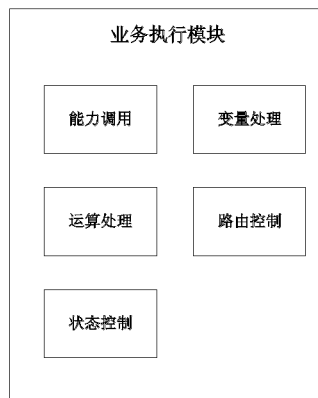 业务执行模块
能力调用
变量处理
运算处理
路由控制
状态控制